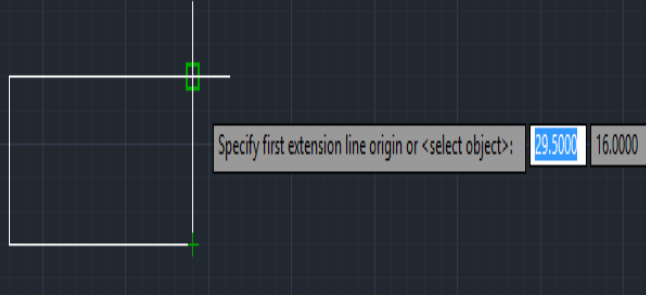 Specify first extension line origin or <select object>: 29.5000 16.0000